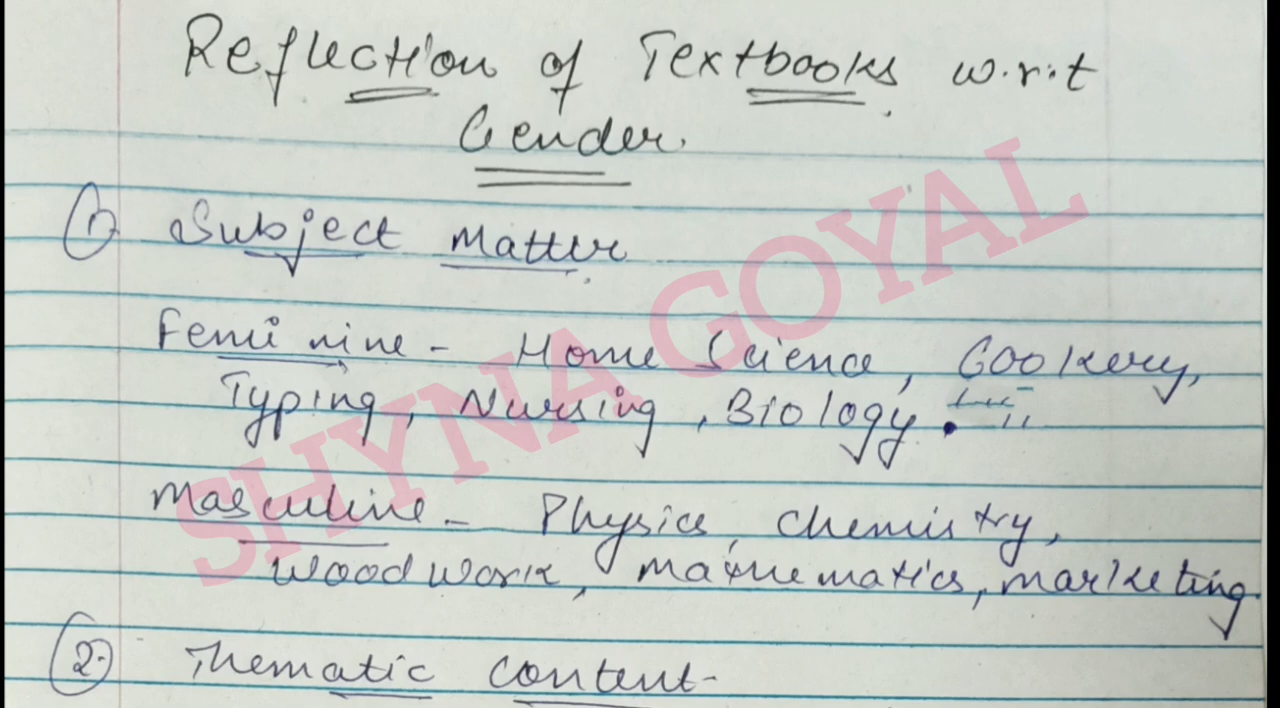 Reflection of Textbooks w.r.t
Gender.
1. Subject Matter
Feminine - Home Science, Cookery,
Typing, Nursing, Biology.
Masculine - Physics, Chemistry,
Woodwork, Mathematics, Marketing.
2. Thematic Content-
SHYNA GOYAL